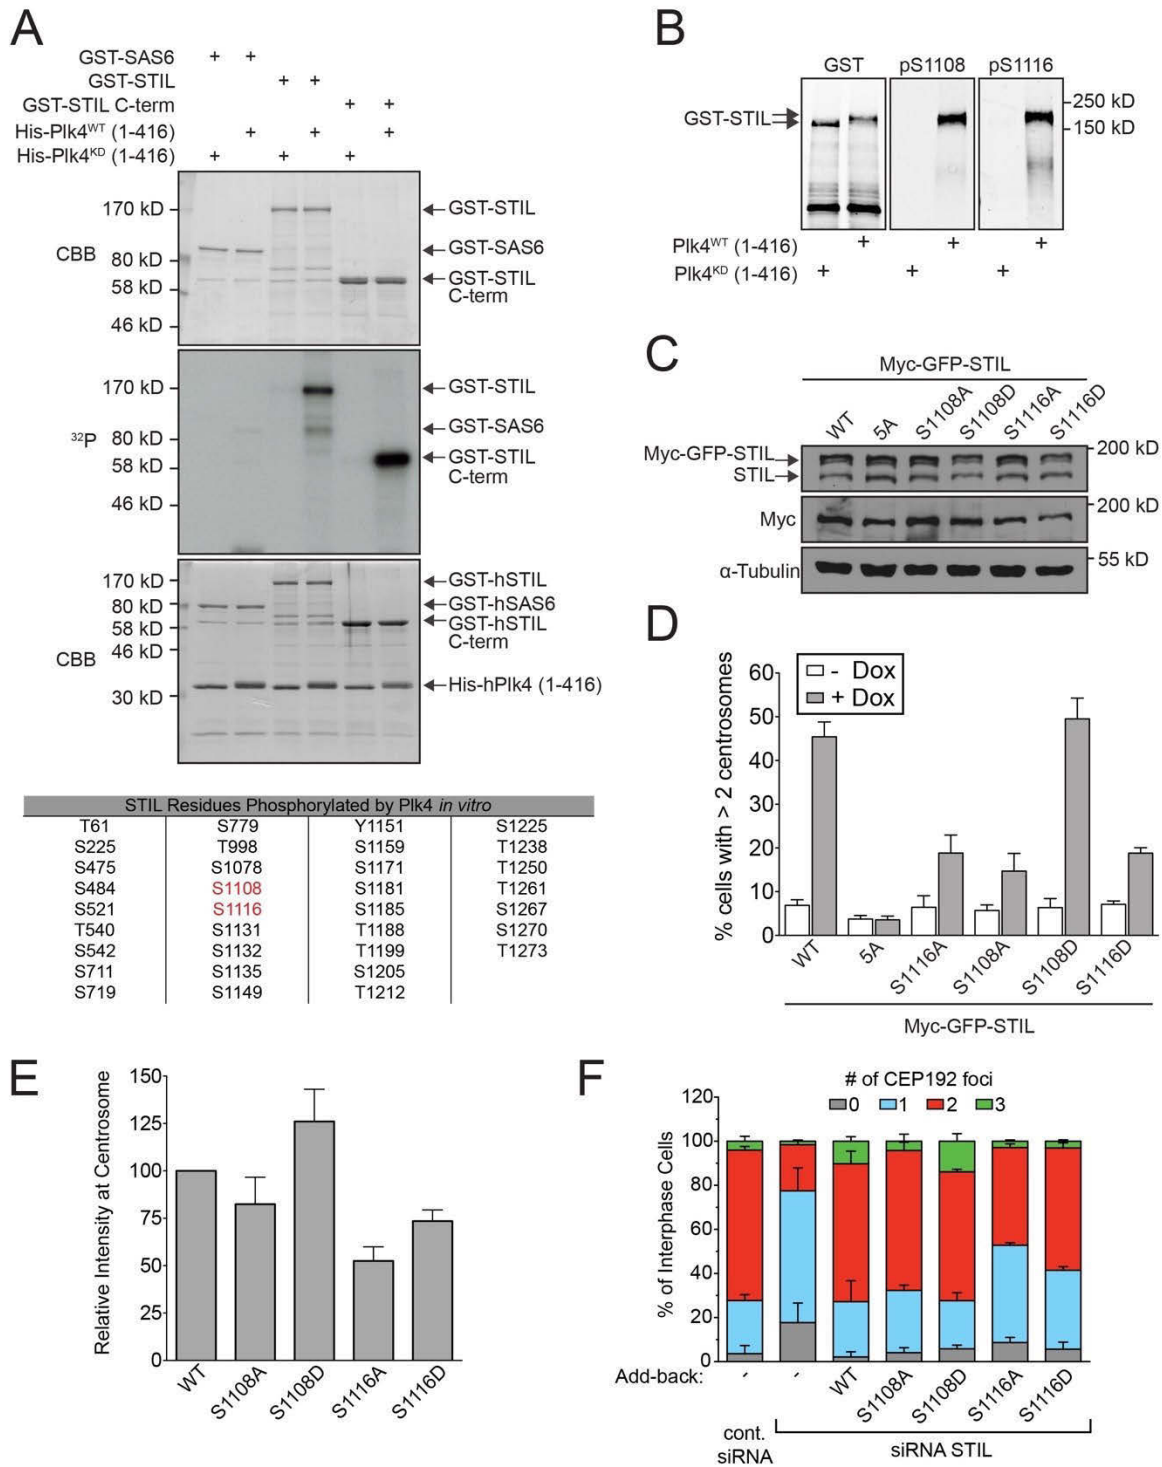 A
GST-SAS6 + +
GST-STIL + +
GST-STIL C-term + +
His-Plk4WT (1-416) + + +
His-Plk4KD (1-416) + + +
CBB
170 kD
80 kD
58 kD
46 kD
GST-STIL
GST-SAS6
GST-STIL
C-term
32P
170 kD
80 kD
58 kD
46 kD
GST-STIL
GST-SAS6
GST-STIL
C-term
CBB
170 kD
80 kD
58 kD
46 kD
30 kD
GST-hSTIL
GST-hSAS6
GST-hSTIL
C-term
His-hPlk4 (1-416)
STIL Residues Phosphorylated by Plk4 in vitro
T61 S779 Y1151 S1225
S225 T998 S1159 T1238
S475 S1078 S1171 T1250
S484 S1108 S1181 T1261
S521 S1116 S1185 S1267
T540 S1131 T1188 S1270
S542 S1132 T1199 T1273
S711 S1135 S1205
S719 S1149 T1212
B
GST pS1108 pS1116
GST-STIL
250 kD
150 kD
Plk4WT (1-416) + + +
Plk4KD (1-416) + + +
C
Myc-GFP-STIL
WT 5A S1108A S1108D S1116A S1116D
Myc-GFP-STIL
STIL
200 kD
Myc
200 kD
α-Tubulin
55 kD
D
% cells with > 2 centrosomes
60
50
40
30
20
10
0
- Dox
+ Dox
WT 5A S1116A S1108A S1108D S1116D
Myc-GFP-STIL
E
Relative Intensity at Centrosome
150
125
100
75
50
25
0
WT S1108A S1108D S1116A S1116D
F
# of CEP192 foci
0 1 2 3
% of Interphase Cells
120
100
80
60
40
20
0
Add-back: - - WT S1108A S1108D S1116A S1116D
cont.
siRNA
siRNA STIL